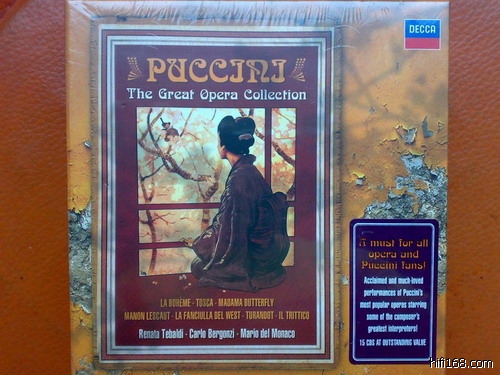 DECCA
PUCCINI
The Great Opera Collection
LA BOHÈME · TOSCA · MADAMA BUTTERFLY
MANON LESCAUT · LA FANCIULLA DEL WEST · TURANDOT · IL TRITTICO
Renata Tebaldi · Carlo Bergonzi · Mario del Monaco
A must for all
opera and
Puccini fans!
Acclaimed and much-loved
performances of Puccini's
most popular operas starring
some of the composer's
greatest interpreters!
15 CDS AT OUTSTANDING VALUE
hifi168.com